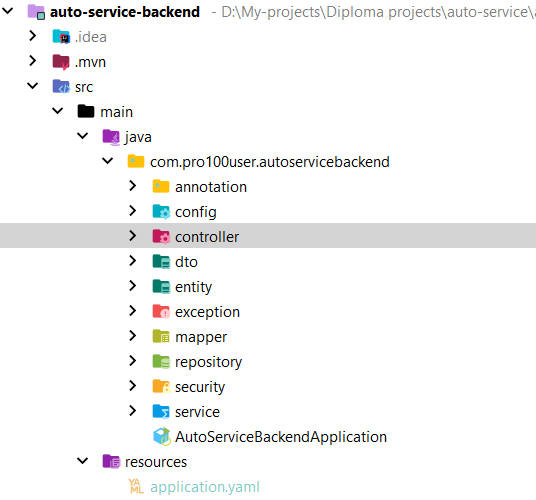 auto-service-backend - D:\My-projects\Diploma projects\auto-service\
.idea
.mvn
src
main
java
com.pro100user.autoservicebackend
annotation
config
controller
dto
entity
exception
mapper
repository
security
service
AutoServiceBackendApplication
resources
YAML application.yaml